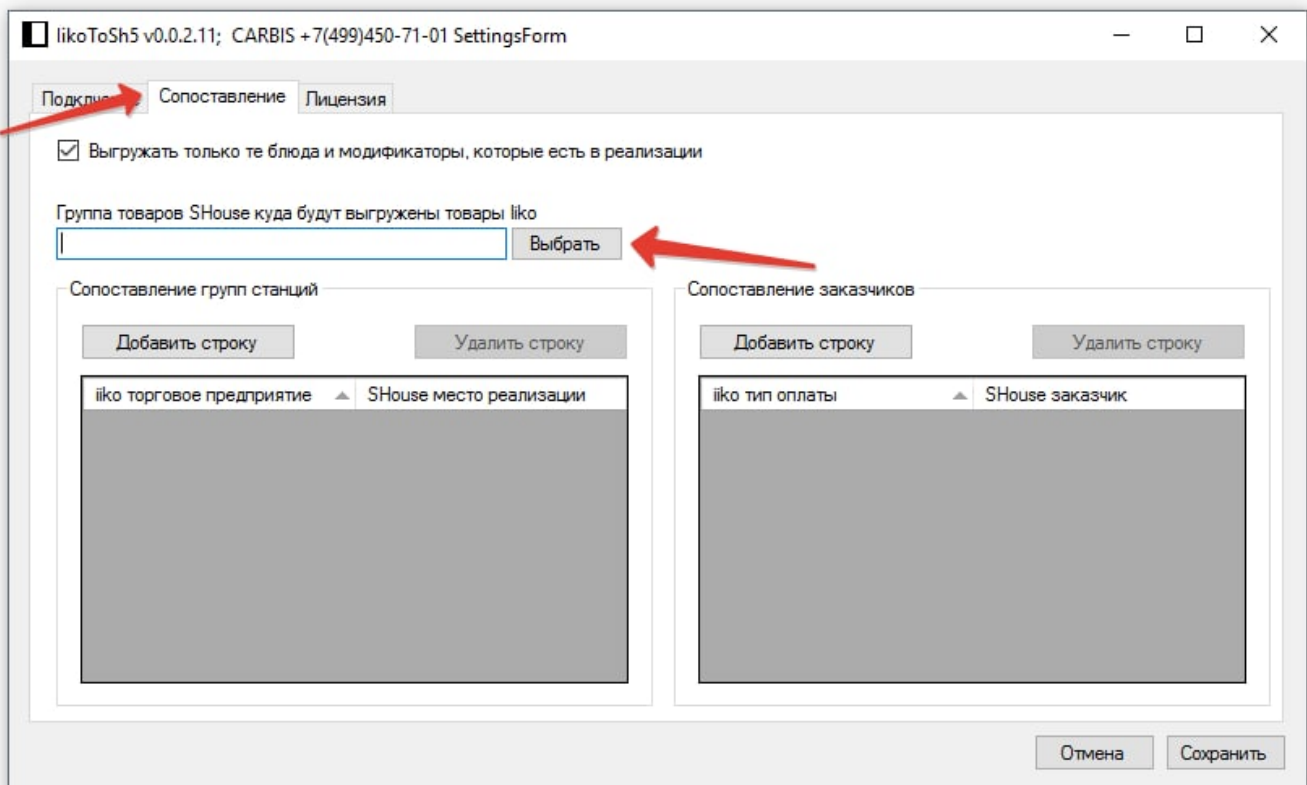 IikoToSh5 v0.0.2.11; CARBIS +7(499)450-71-01 SettingsForm
Сопоставление Лицензия
Выгружать только те блюда и модификаторы, которые есть в реализации
Группа товаров SHouse куда будут выгружены товары Iiko
Выбрать
Сопоставление групп станций
Добавить строку Удалить строку
iiko торговое предприятие SHouse место реализации
Сопоставление заказчиков
Добавить строку Удалить строку
iiko тип оплаты SHouse заказчик
Отмена Сохранить